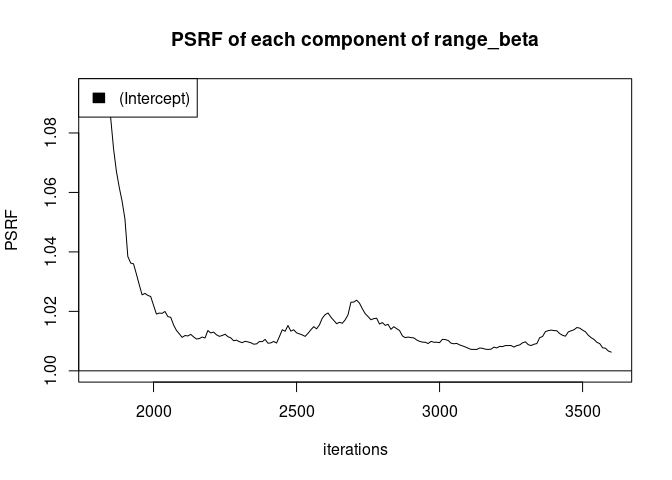 PSRF of each component of range_beta
(Intercept)
PSRF
1.08
1.06
1.04
1.02
1.00
2000 2500 3000 3500
iterations